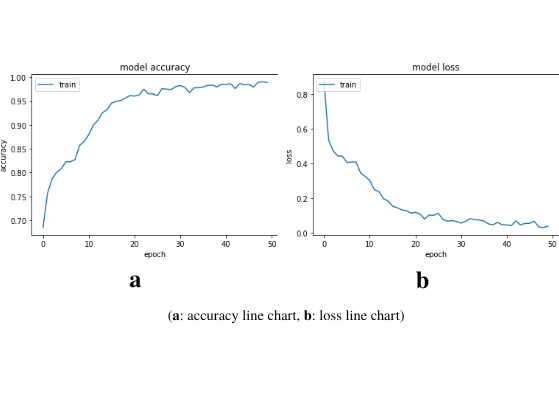 model accuracy
train
1.00
0.95
0.90
0.85
0.80
0.75
0.70
accuracy
0 10 20 30 40 50
epoch
a
model loss
train
0.8
0.6
0.4
0.2
0.0
loss
0 10 20 30 40 50
epoch
b
(a: accuracy line chart, b: loss line chart)